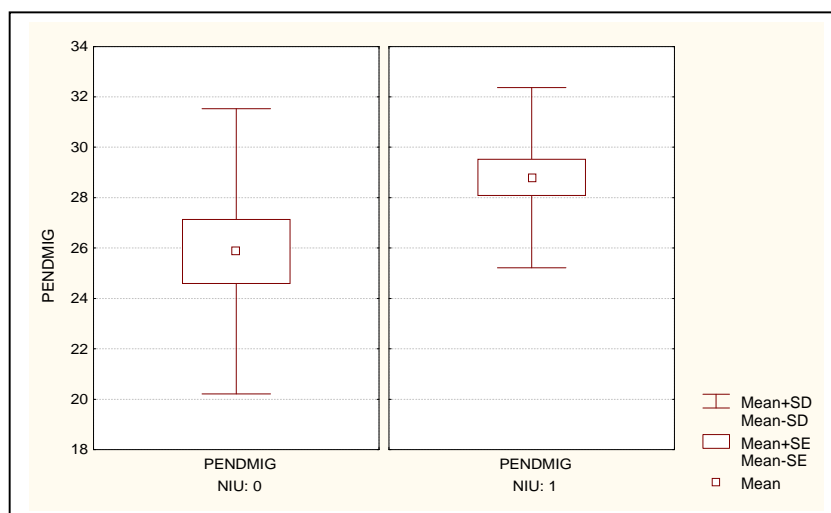 34
32
30
28
26
24
22
20
18
PENDMIG
PENDMIG
NIU: 0
PENDMIG
NIU: 1
Mean+SD
Mean-SD
Mean+SE
Mean-SE
Mean